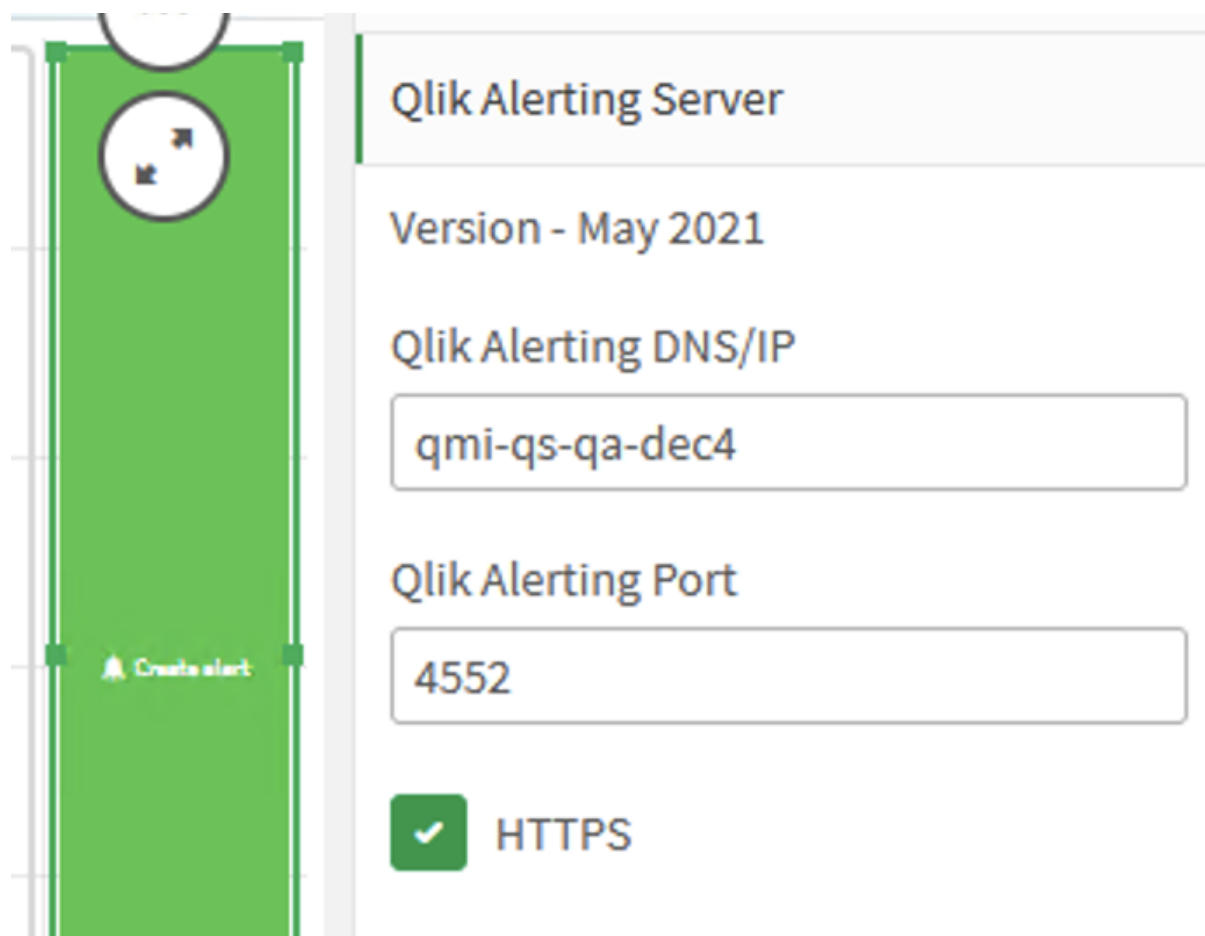 Qlik Alerting Server
Version - May 2021
Qlik Alerting DNS/IP
qmi-qs-qa-dec4
Qlik Alerting Port
4552
HTTPS
Create alert